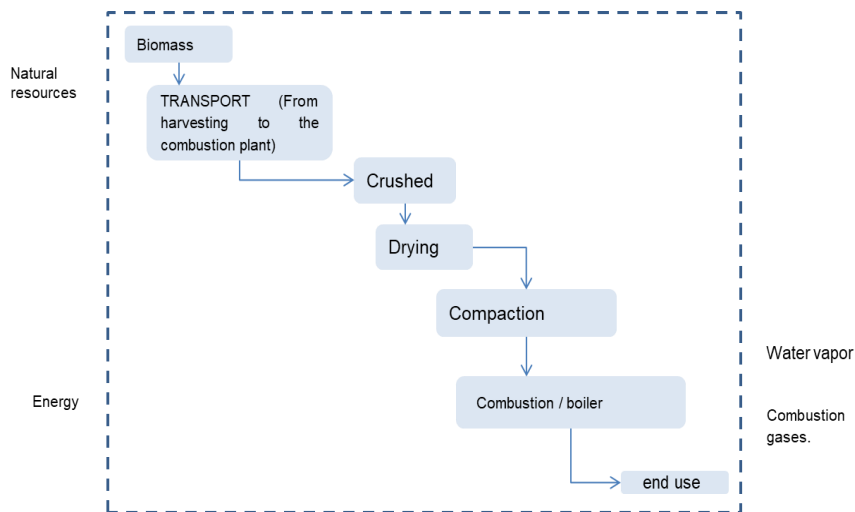 Biomass
Natural
resources
TRANSPORT (From
harvesting to the
combustion plant)
Crushed
Drying
Compaction
Water vapor
Energy
Combustion / boiler
Combustion
gases.
end use